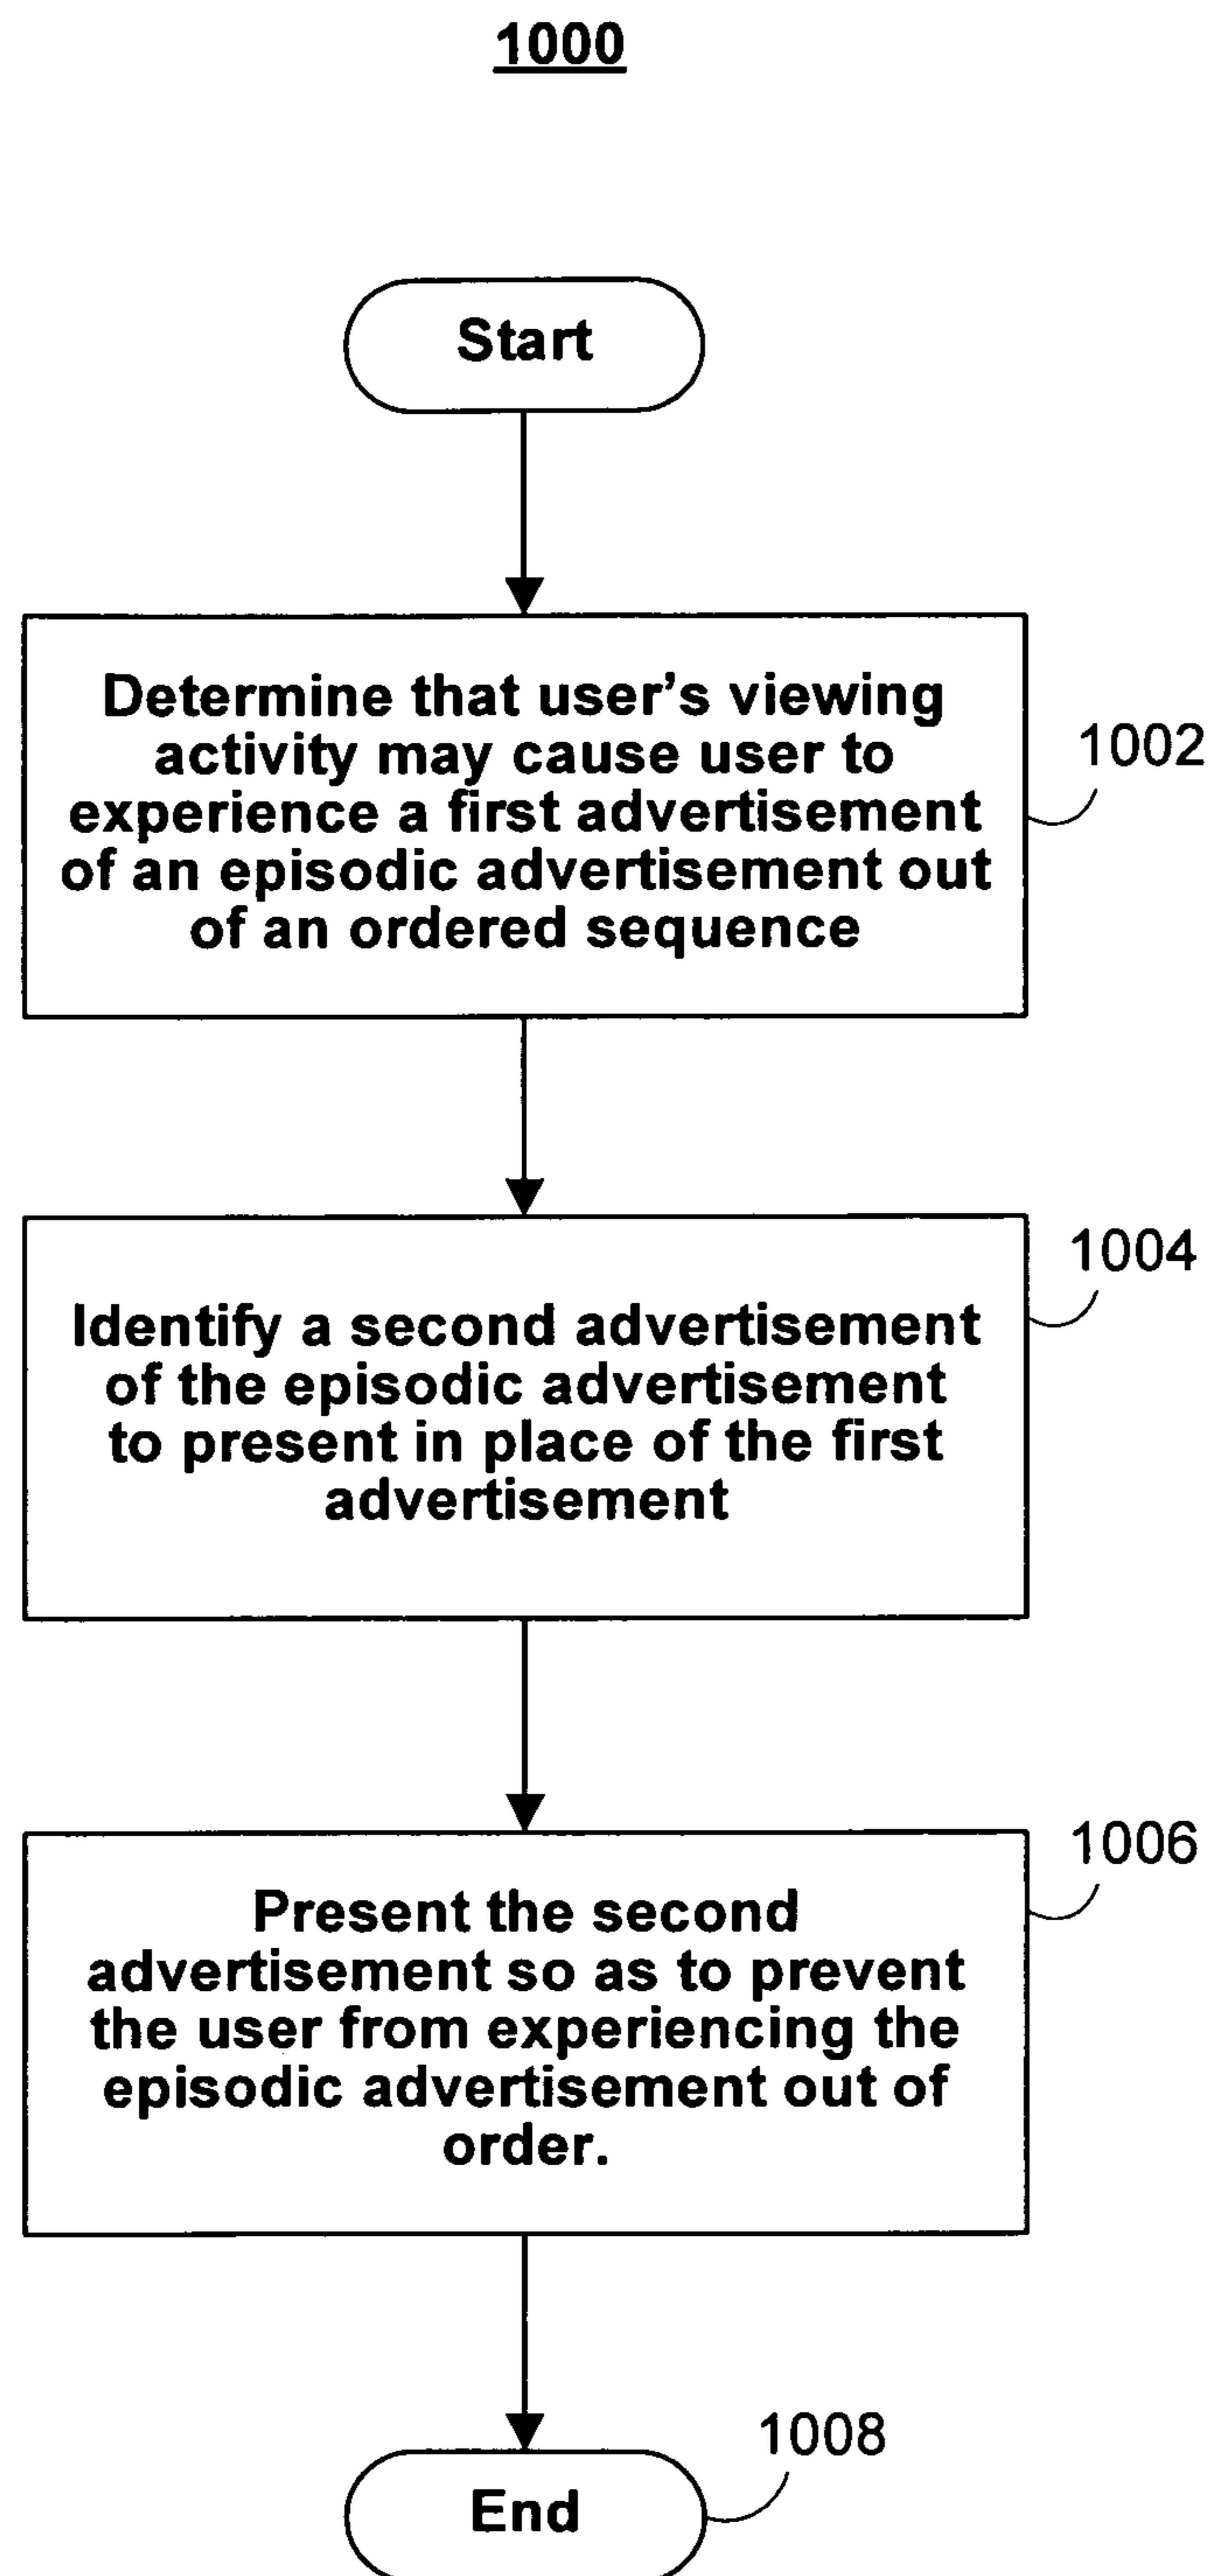 1000
Start
Determine that user's viewing
activity may cause user to
experience a first advertisement
of an episodic advertisement out
of an ordered sequence
1002
Identify a second advertisement
of the episodic advertisement
to present in place of the first
advertisement
1004
Present the second
advertisement so as to prevent
the user from experiencing the
episodic advertisement out of
order.
1006
End
1008